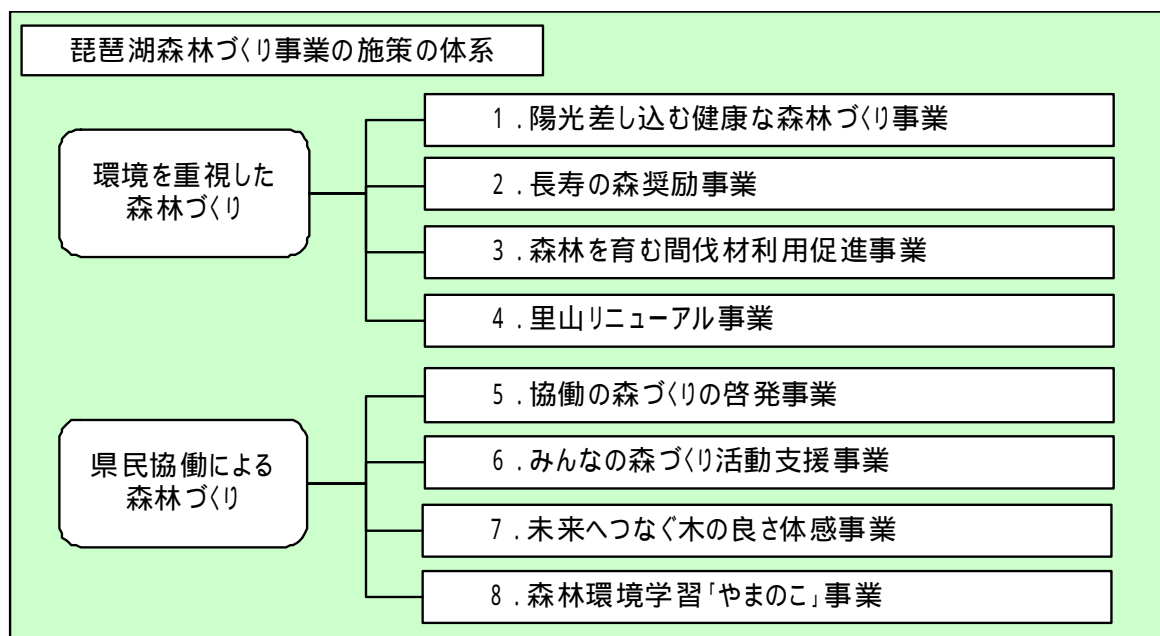 琵琶湖森林づくり事業の施策の体系
環境を重視した
森林づくり
1.陽光差し込む健康な森林づくり事業
2.長寿の森奨励事業
3.森林を育む間伐材利用促進事業
4.里山リニューアル事業
県民協働による
森林づくり
5.協働の森づくりの啓発事業
6.みんなの森づくり活動支援事業
7.未来へつなぐ木の良さ体感事業
8.森林環境学習「やまのこ」事業